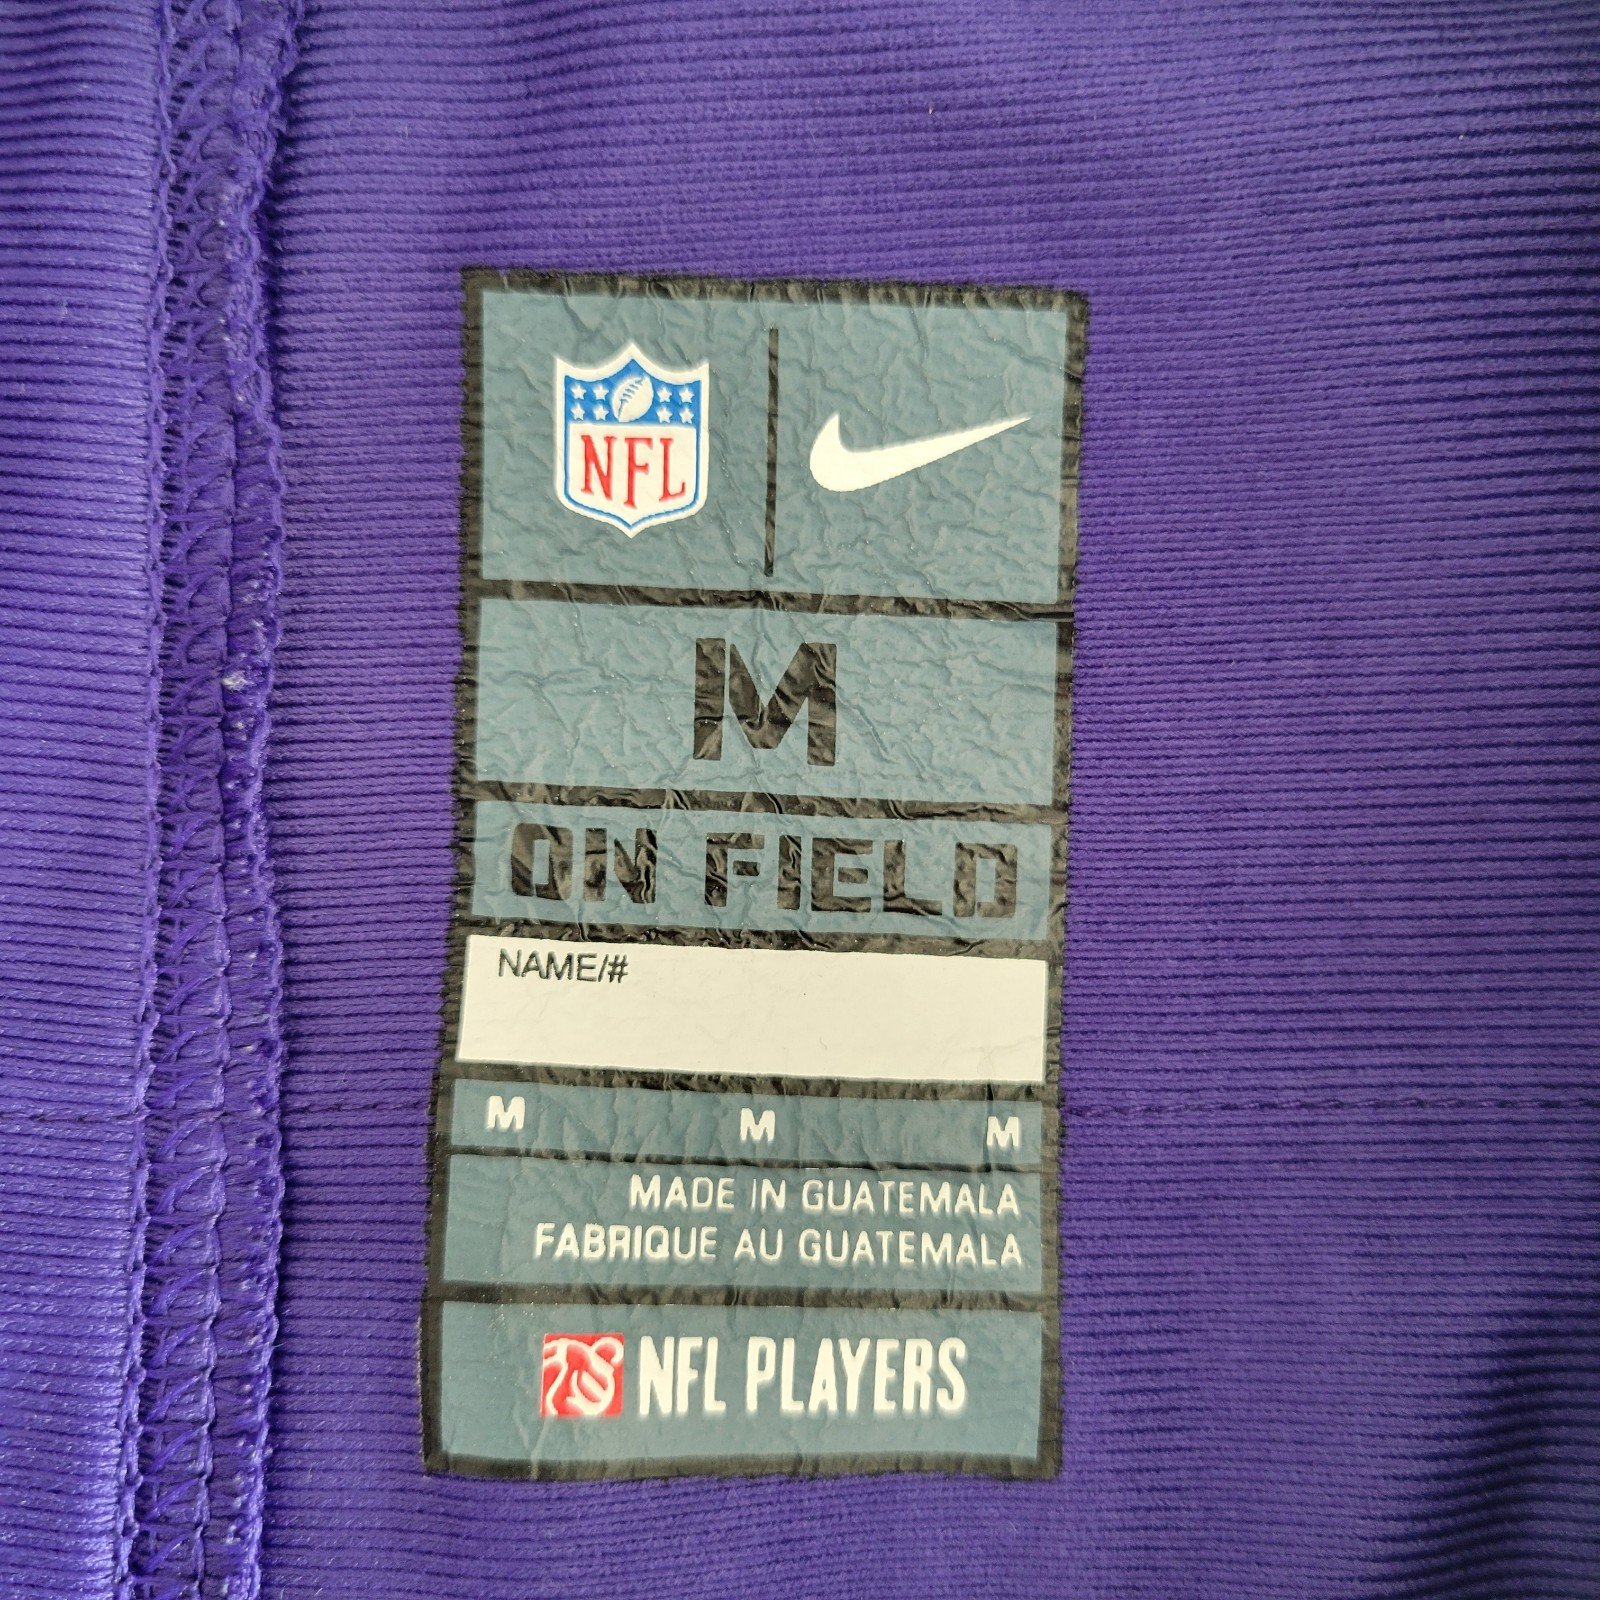 NFL
M
ON FIELD
NAME/#
M M M
MADE IN GUATEMALA
FABRIQUE AU GUATEMALA
NFL PLAYERS